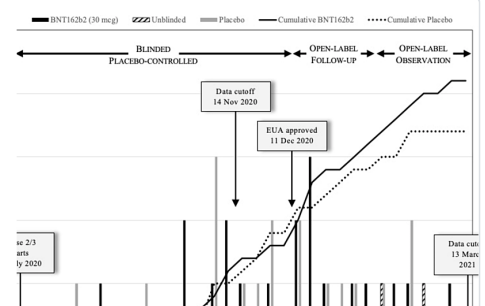 BNT162b2 (30 mcg) Unblinded Placebo Cumulative BNT162b2 Cumulative Placebo
BLINDED
PLACEBO-CONTROLLED
OPEN-LABEL
FOLLOW-UP
OPEN-LABEL
OBSERVATION
Data cutoff
14 Nov 2020
EUA approved
11 Dec 2020
se 2/3
arts
ly 2020
Data cut
13 Marc
2021